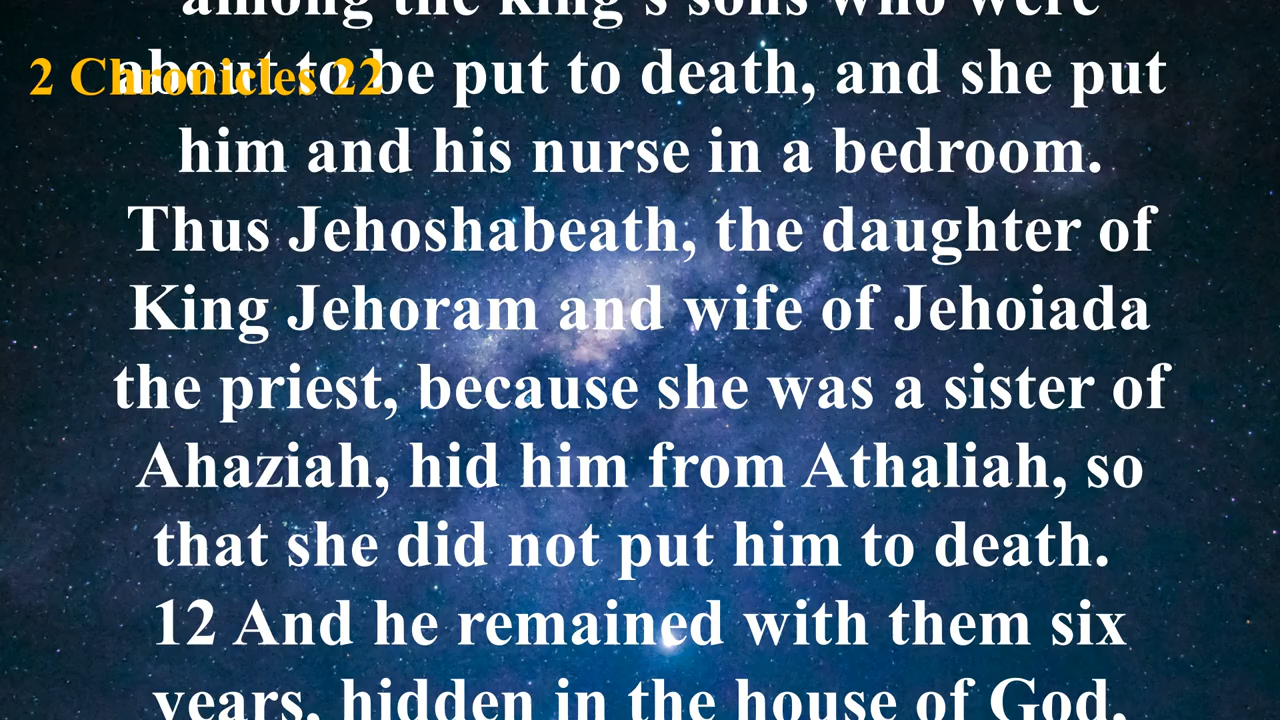 among the king's sons who were
2 Chronicles 22
about to be put to death, and she put
him and his nurse in a bedroom.
Thus Jehoshabeath, the daughter of
King Jehoram and wife of Jehoiada
the priest, because she was a sister of
Ahaziah, hid him from Athaliah, so
that she did not put him to death.
12 And he remained with them six
years, hidden in the house of God,